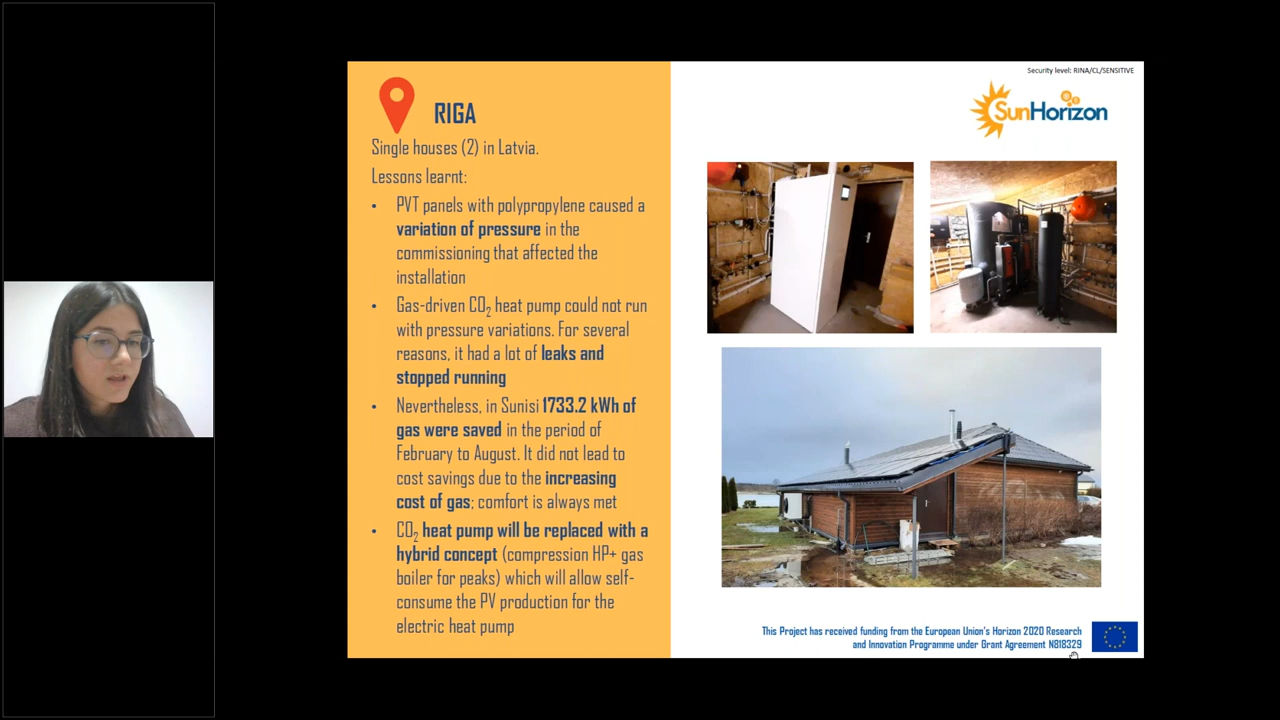 Security level: RINA/CL/SENSITIVE
SunHorizon
RIGA
Single houses (2) in Latvia.
Lessons learnt:
• PVT panels with polypropylene caused a
variation of pressure in the
commissioning that affected the
installation
• Gas-driven CO₂ heat pump could not run
with pressure variations. For several
reasons, it had a lot of leaks and
stopped running
• Nevertheless, in Sunisi 1733.2 kWh of
gas were saved in the period of
February to August. It did not lead to
cost savings due to the increasing
cost of gas; comfort is always met
• CO₂ heat pump will be replaced with a
hybrid concept (compression HP+ gas
boiler for peaks) which will allow self-
consume the PV production for the
electric heat pump
This Project has received funding from the European Union's Horizon 2020 Research
and Innovation Programme under Grant Agreement N818329